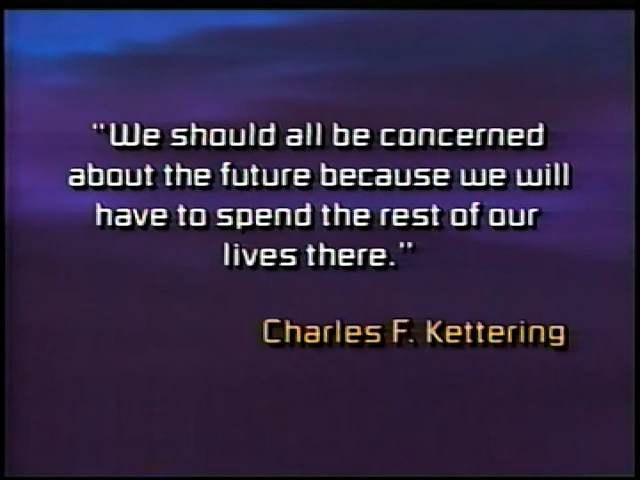 "We should all be concerned
about the future because we will
have to spend the rest of our
lives there."
Charles F. Kettering